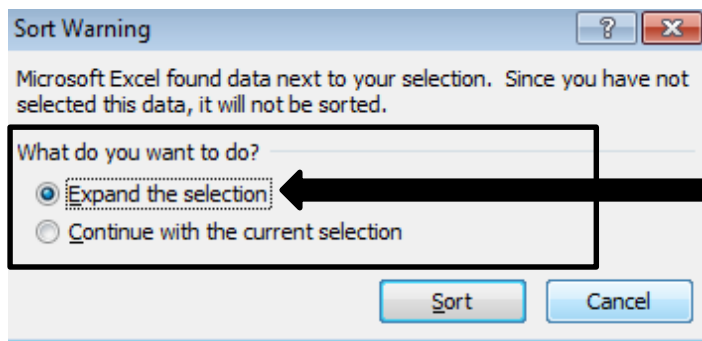 Sort Warning
Microsoft Excel found data next to your selection.  Since you have not
selected this data, it will not be sorted.
What do you want to do?
Expand the selection
Continue with the current selection
Sort
Cancel